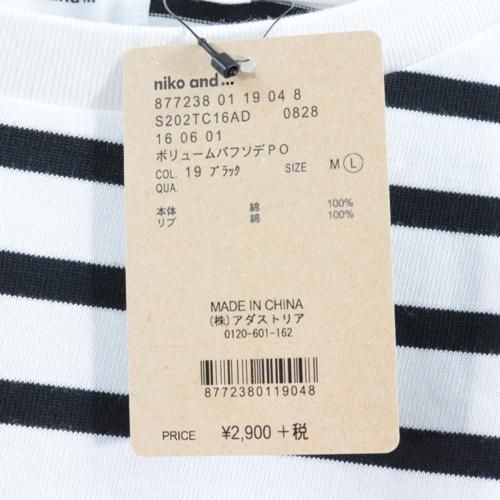 niko and ...
877238 01 19 04 8
S202TC16AD 0828
16 06 01
ボリュームパフソデPO
COL. 19 ブラック SIZE M L
QUA.
本体 綿 100%
リブ 綿 100%
MADE IN CHINA
(株)アダストリア
0120-601-162
8772380119048
PRICE ¥2,900 +税